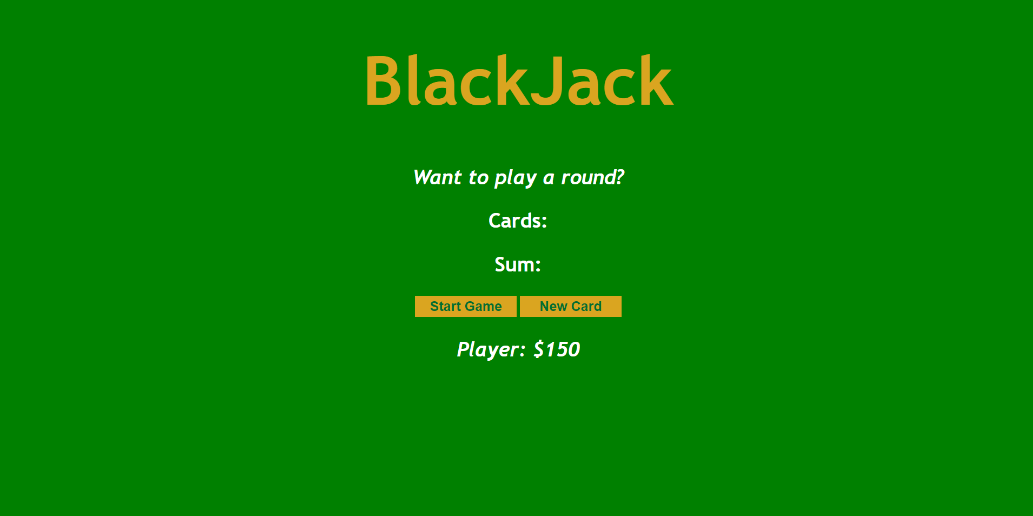 BlackJack
Want to play a round?
Cards:
Sum:
Start Game New Card
Player: $150